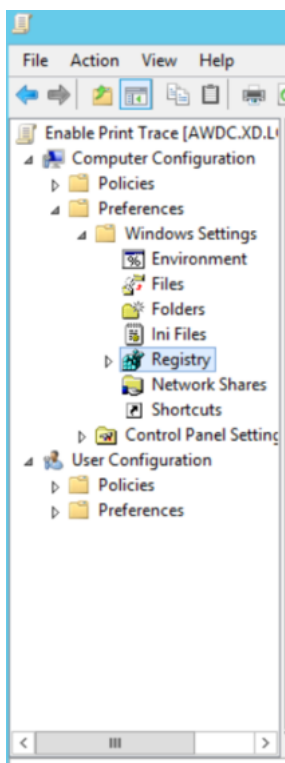 File Action View Help
Enable Print Trace [AWDC.XD.L
Computer Configuration
Policies
Preferences
Windows Settings
Environment
Files
Folders
Ini Files
Registry
Network Shares
Shortcuts
Control Panel Setting
User Configuration
Policies
Preferences